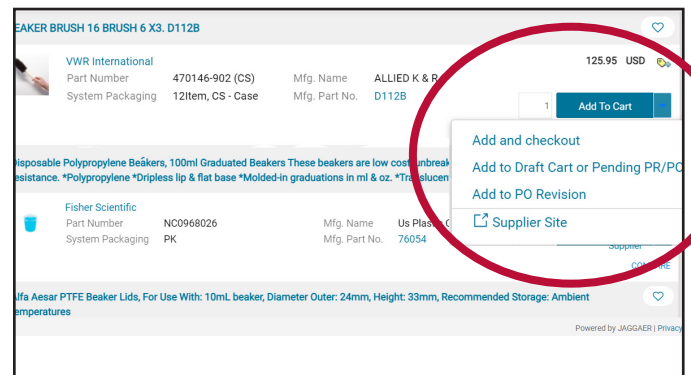 EAKER BRUSH 16 BRUSH 6 X3. D112B
VWR International
125.95 USD
Part Number 470146-902 (CS) Mfg. Name ALLIED K & R
System Packaging 12Item, CS - Case Mfg. Part No. D112B
1 Add To Cart
Add and checkout
Add to Draft Cart or Pending PR/PO
Add to PO Revision
Supplier Site
isposable Polypropylene Beakers, 100ml Graduated Beakers These beakers are low cost unbreak
esistance. *Polypropylene *Dripless lip & flat base *Molded-in graduations in ml & oz. *Translucen
Fisher Scientific
Part Number NC0968026 Mfg. Name Us Plastic
System Packaging PK Mfg. Part No. 76054
Supplier
COMPARE
lfa Aesar PTFE Beaker Lids, For Use With: 10mL beaker, Diameter Outer: 24mm, Height: 33mm, Recommended Storage: Ambient
emperatures
Powered by JAGGAER | Privacy